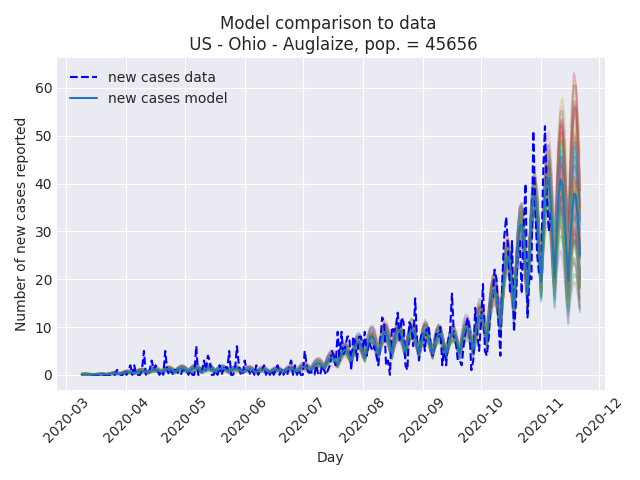 Model comparison to data
US - Ohio - Auglaize, pop. = 45656
new cases data
new cases model
Number of new cases reported
60
50
40
30
20
10
0
2020-03
2020-04
2020-05
2020-06
2020-07
2020-08
2020-09
2020-10
2020-11
2020-12
Day